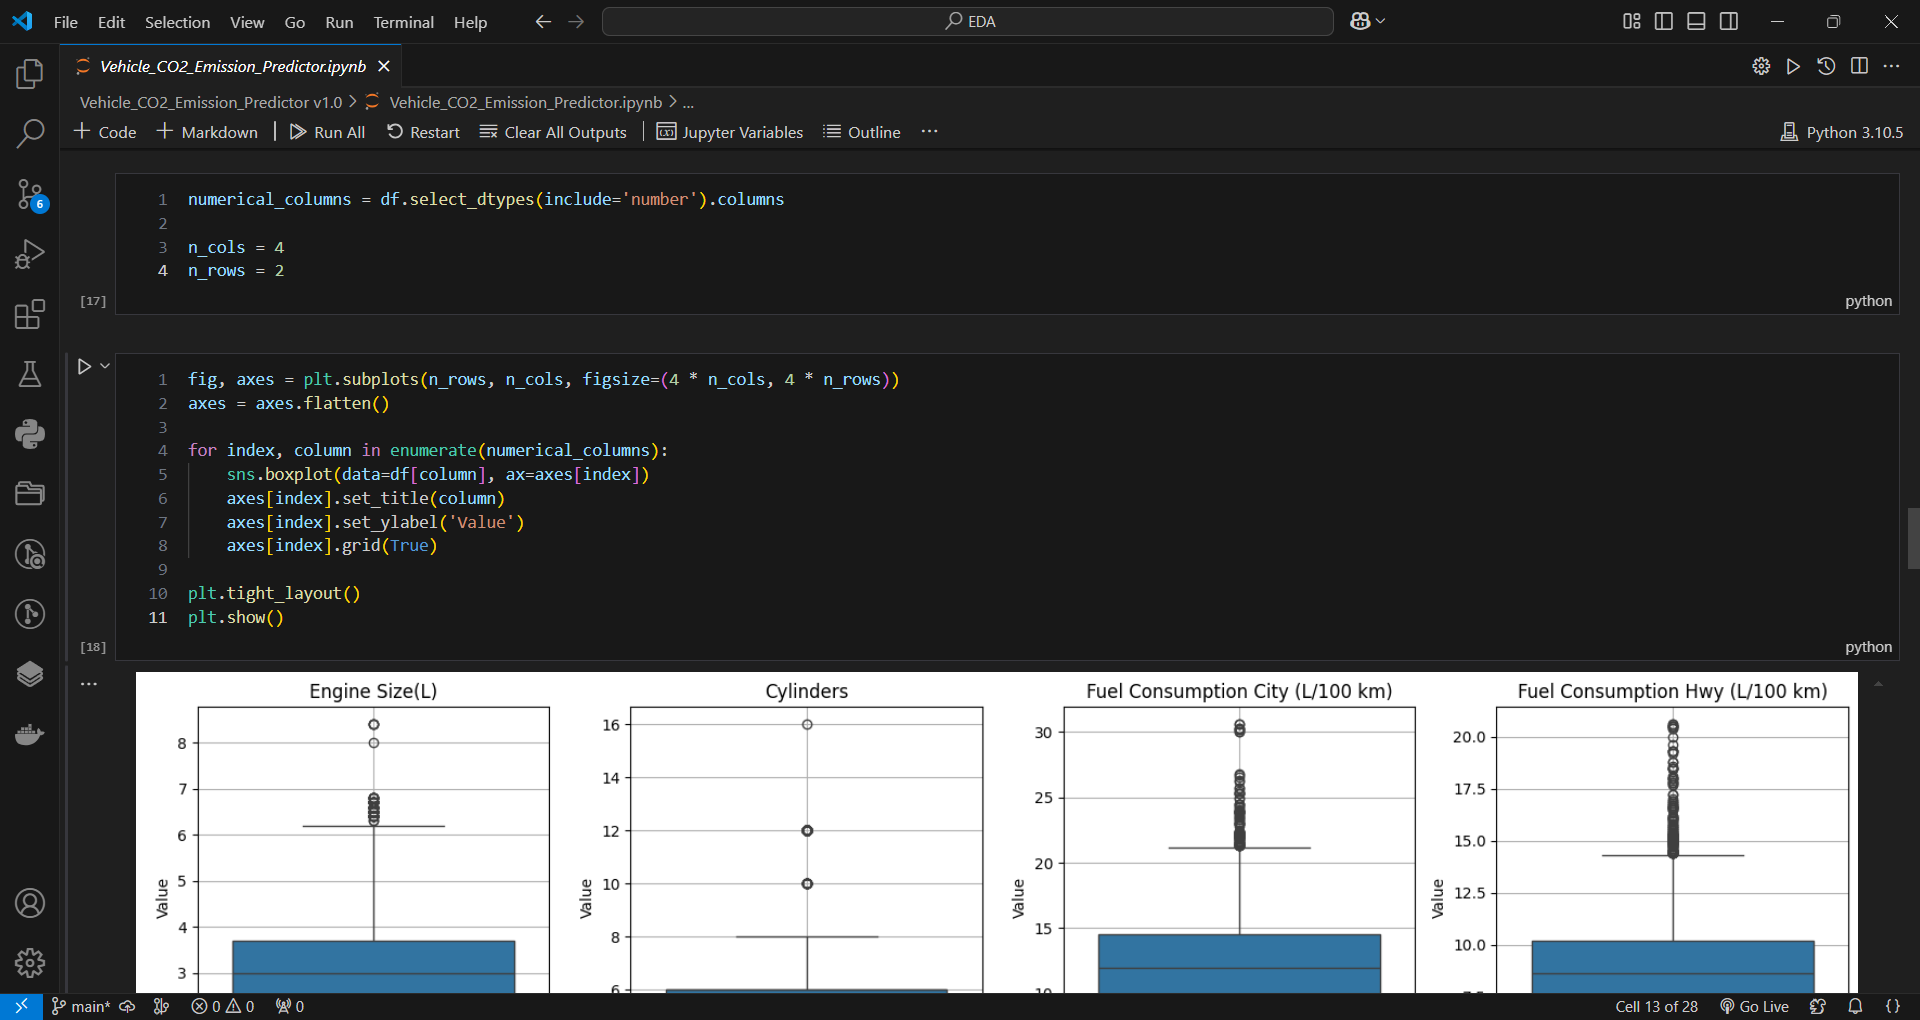 File Edit Selection View Go Run Terminal Help EDA
Vehicle_CO2_Emission_Predictor.ipynb
Vehicle_CO2_Emission_Predictor v1.0 > Vehicle_CO2_Emission_Predictor.ipynb > ...
+ Code + Markdown | Run All Restart Clear All Outputs | Jupyter Variables Outline ... Python 3.10.5
6
1 numerical_columns = df.select_dtypes(include='number').columns
2
3 n_cols = 4
4 n_rows = 2
[17] python
1 fig, axes = plt.subplots(n_rows, n_cols, figsize=(4 * n_cols, 4 * n_rows))
2 axes = axes.flatten()
3
4 for index, column in enumerate(numerical_columns):
5 sns.boxplot(data=df[column], ax=axes[index])
6 axes[index].set_title(column)
7 axes[index].set_ylabel('Value')
8 axes[index].grid(True)
9
10 plt.tight_layout()
11 plt.show()
[18] python
...
Engine Size(L)
8
7
6
5
4
3
Value
Cylinders
16
14
12
10
8
6
Value
Fuel Consumption City (L/100 km)
30
25
20
15
10
Value
Fuel Consumption Hwy (L/100 km)
20.0
17.5
15.0
12.5
10.0
7.5
Value
main* 0 0 0 Cell 13 of 28 Go Live {}